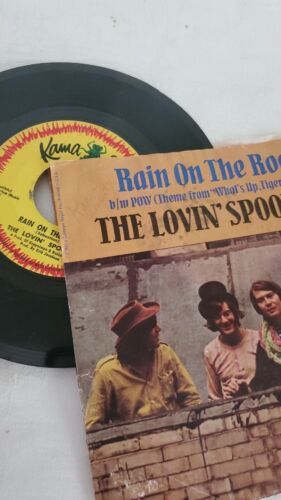 Kama
RAIN ON THE
THE LOVIN' SPO
Rain On The Roo
b/w POW (Theme from "What's Up, Tiger
THE LOVIN' SPOO